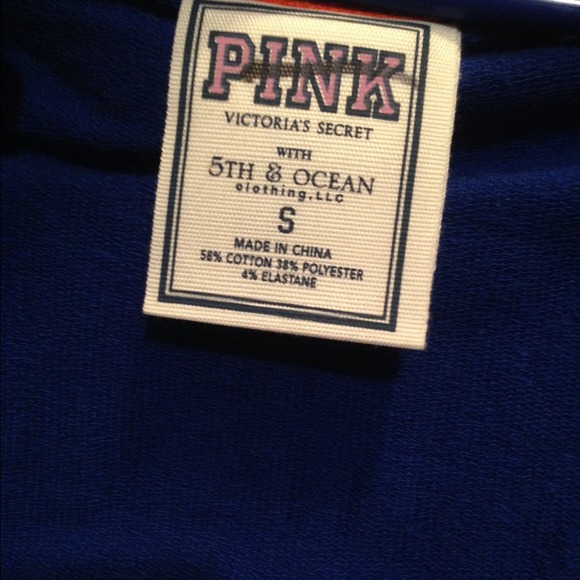 PINK
VICTORIA'S SECRET
WITH
5TH & OCEAN
clothing, LLC
S
MADE IN CHINA
58% COTTON 38% POLYESTER
4% ELASTANE